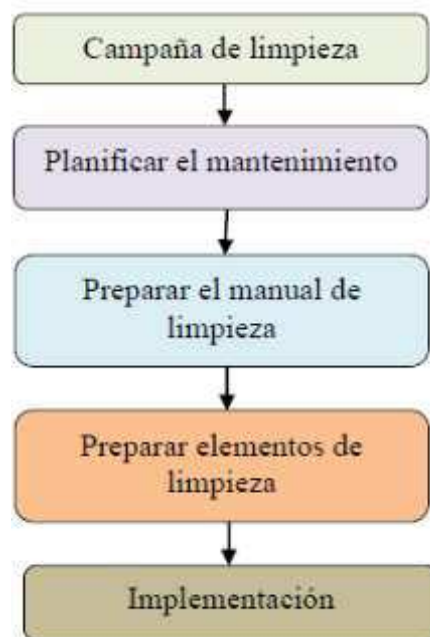 Campaña de limpieza
Planificar el mantenimiento
Preparar el manual de
limpieza
Preparar elementos de
limpieza
Implementación